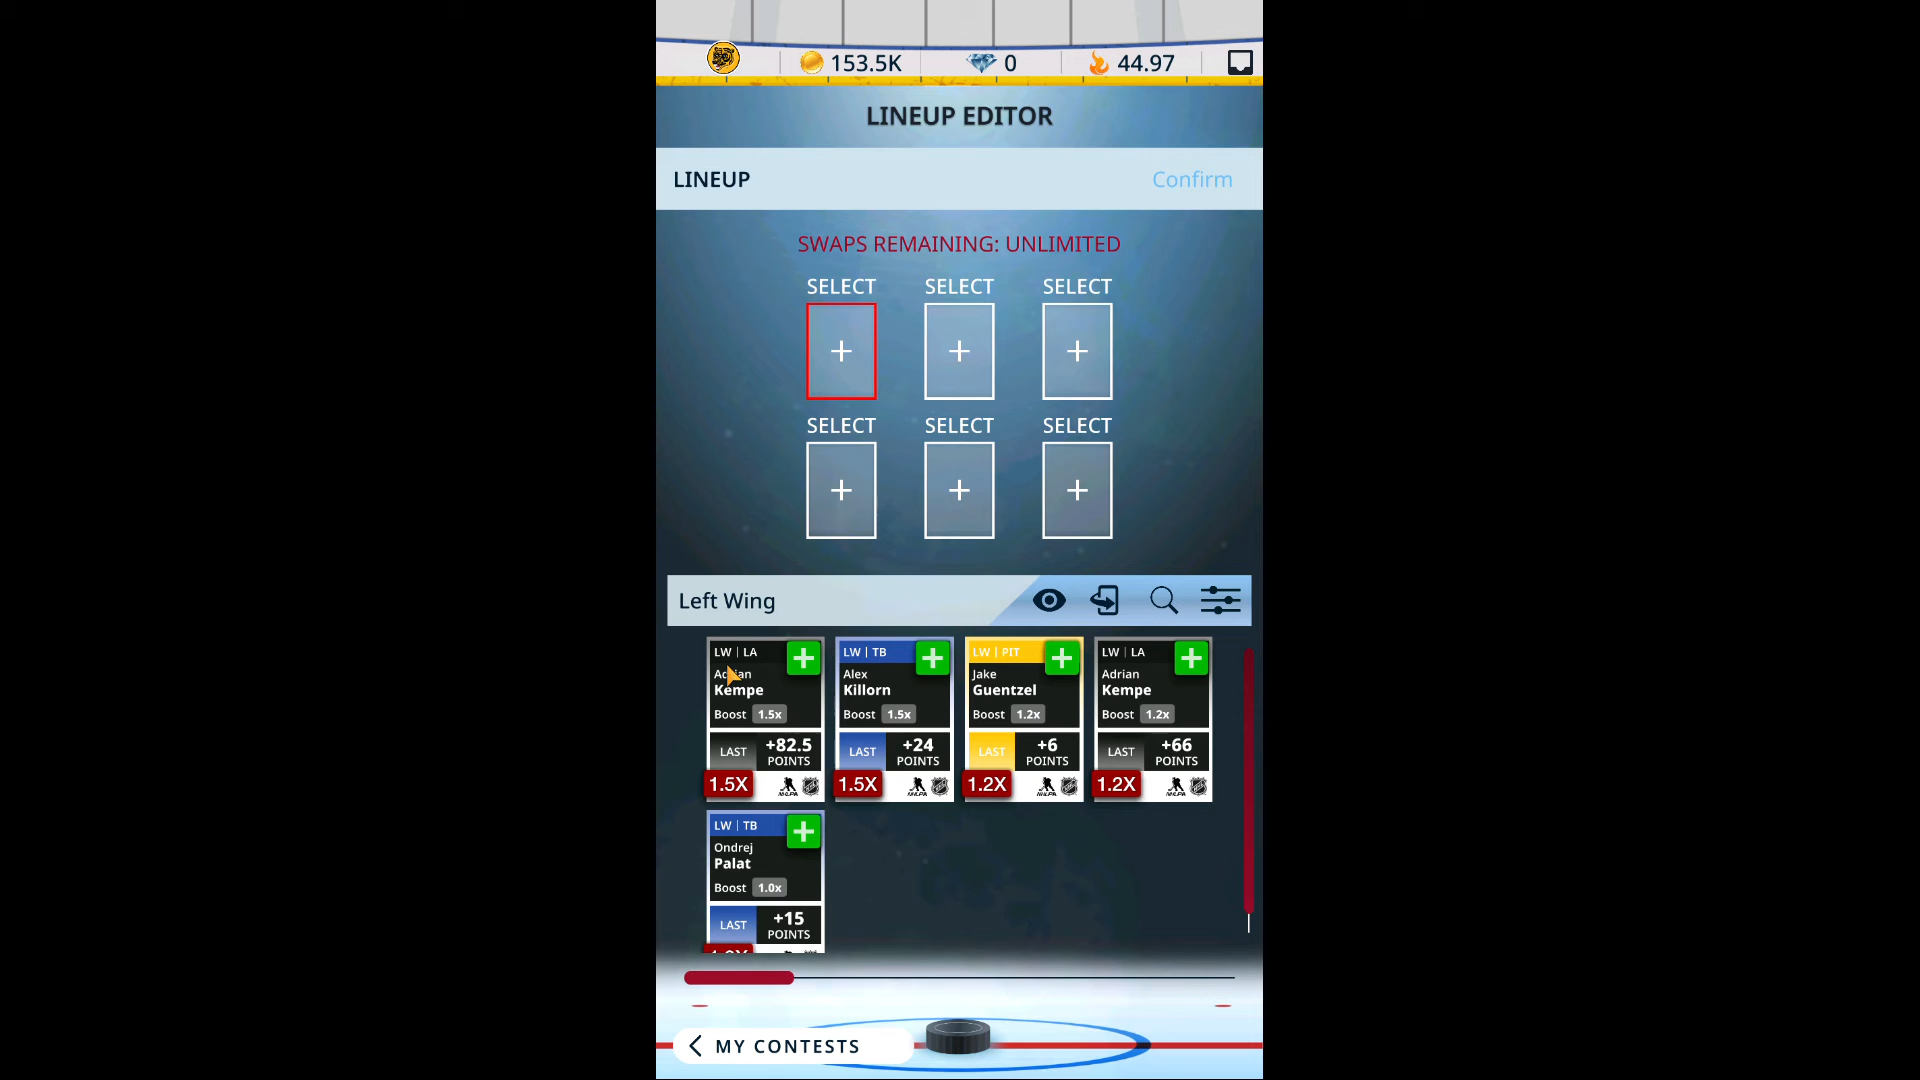 153.5K 0 44.97
LINEUP EDITOR
LINEUP Confirm
SWAPS REMAINING: UNLIMITED
SELECT SELECT SELECT
SELECT SELECT SELECT
Left Wing
LW | LA
Adrian
Kempe
Boost 1.5x
LAST +82.5
POINTS
1.5X
LW | TB
Alex
Killorn
Boost 1.5x
LAST +24
POINTS
1.5X
LW | PIT
Jake
Guentzel
Boost 1.2x
LAST +6
POINTS
1.2X
LW | LA
Adrian
Kempe
Boost 1.2x
LAST +66
POINTS
1.2X
LW | TB
Ondrej
Palat
Boost 1.0x
LAST +15
POINTS
MY CONTESTS